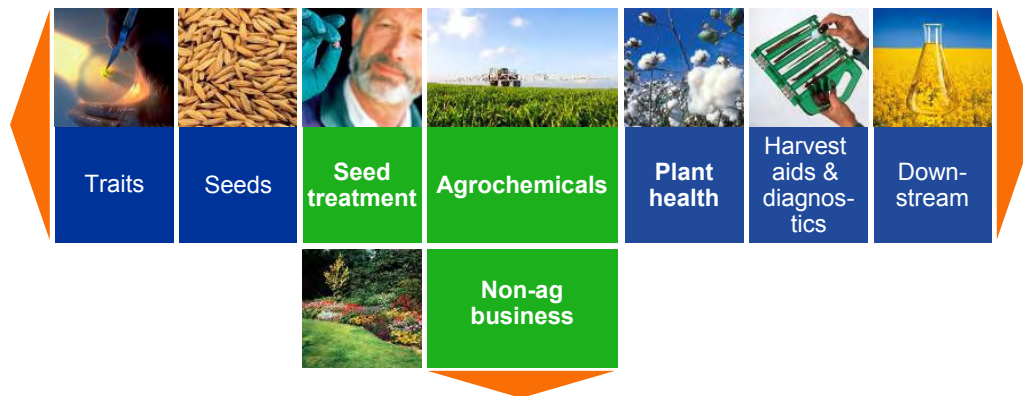 Traits
Seeds
Seed
treatment
Agrochemicals
Plant
health
Harvest
aids &
diagnos-
tics
Down-
stream
Non-ag
business